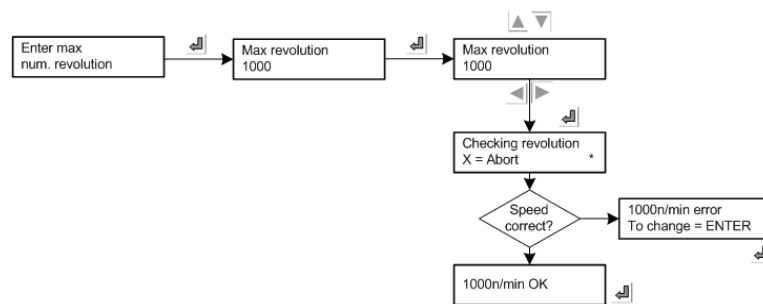 Enter max
num. revolution
Max revolution
1000
Max revolution
1000
Checking revolution
X = Abort *
Speed
correct?
1000n/min error
To change = ENTER
1000n/min OK